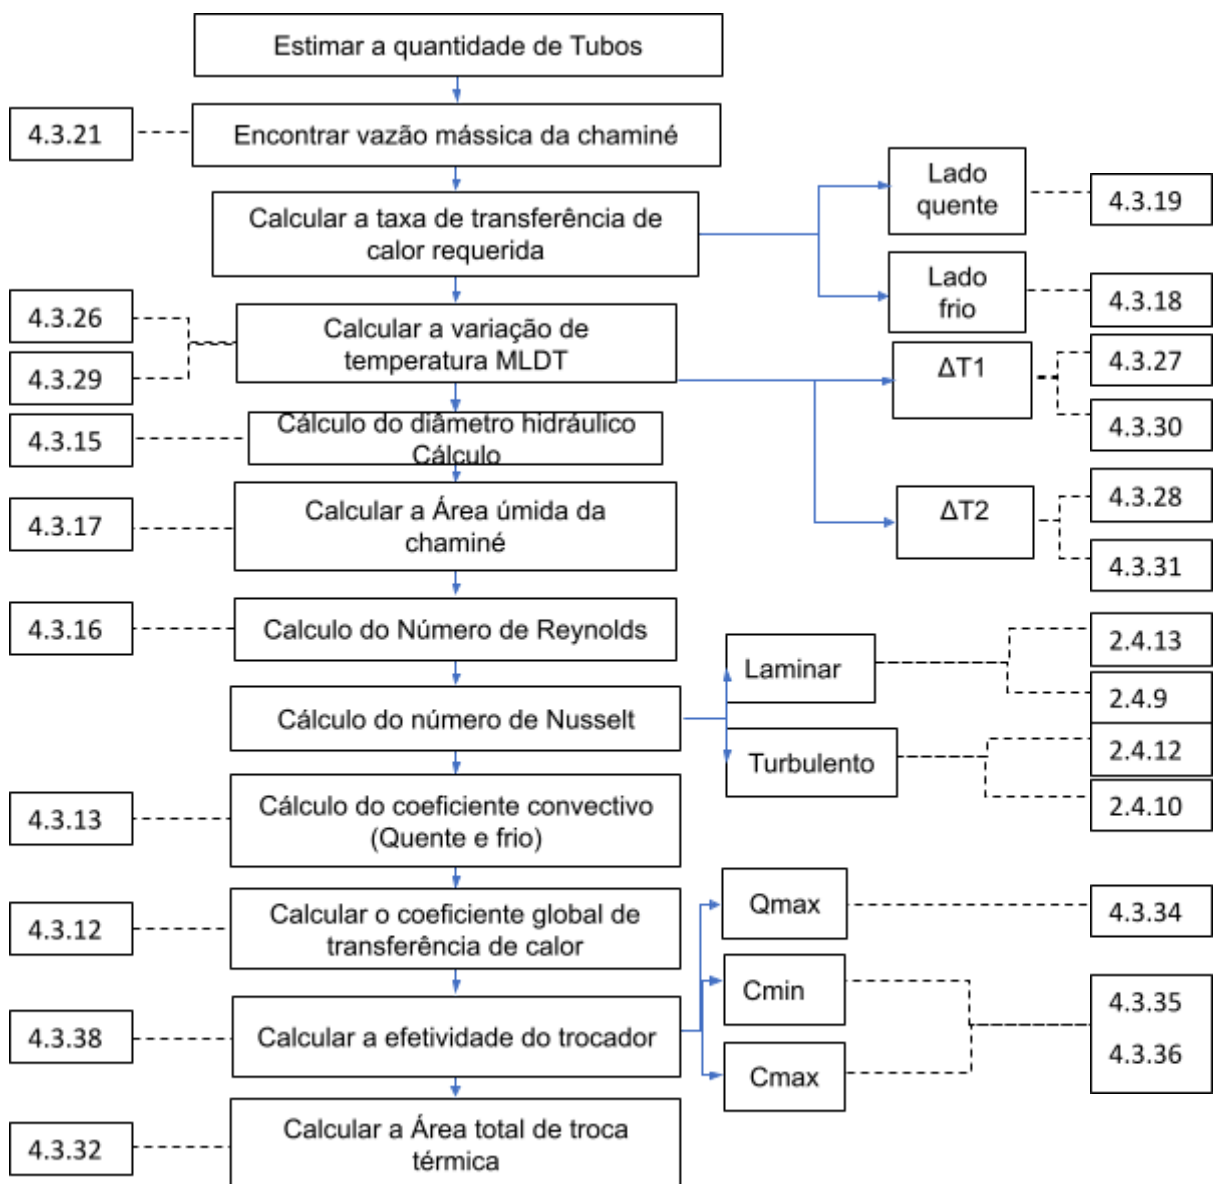 Estimar a quantidade de Tubos
4.3.21
Encontrar vazão mássica da chaminé
Calcular a taxa de transferência de
calor requerida
Lado
quente
4.3.19
Lado
frio
4.3.18
4.3.26
4.3.29
Calcular a variação de
temperatura MLDT
ΔT1
4.3.27
4.3.30
ΔT2
4.3.28
4.3.31
4.3.15
Cálculo do diâmetro hidráulico
Cálculo
4.3.17
Calcular a Área úmida da
chaminé
4.3.16
Calculo do Número de Reynolds
Cálculo do número de Nusselt
Laminar
2.4.13
2.4.9
Turbulento
2.4.12
2.4.10
4.3.13
Cálculo do coeficiente convectivo
(Quente e frio)
4.3.12
Calcular o coeficiente global de
transferência de calor
4.3.38
Calcular a efetividade do trocador
Qmax
4.3.34
Cmin
Cmax
4.3.35
4.3.36
4.3.32
Calcular a Área total de troca
térmica